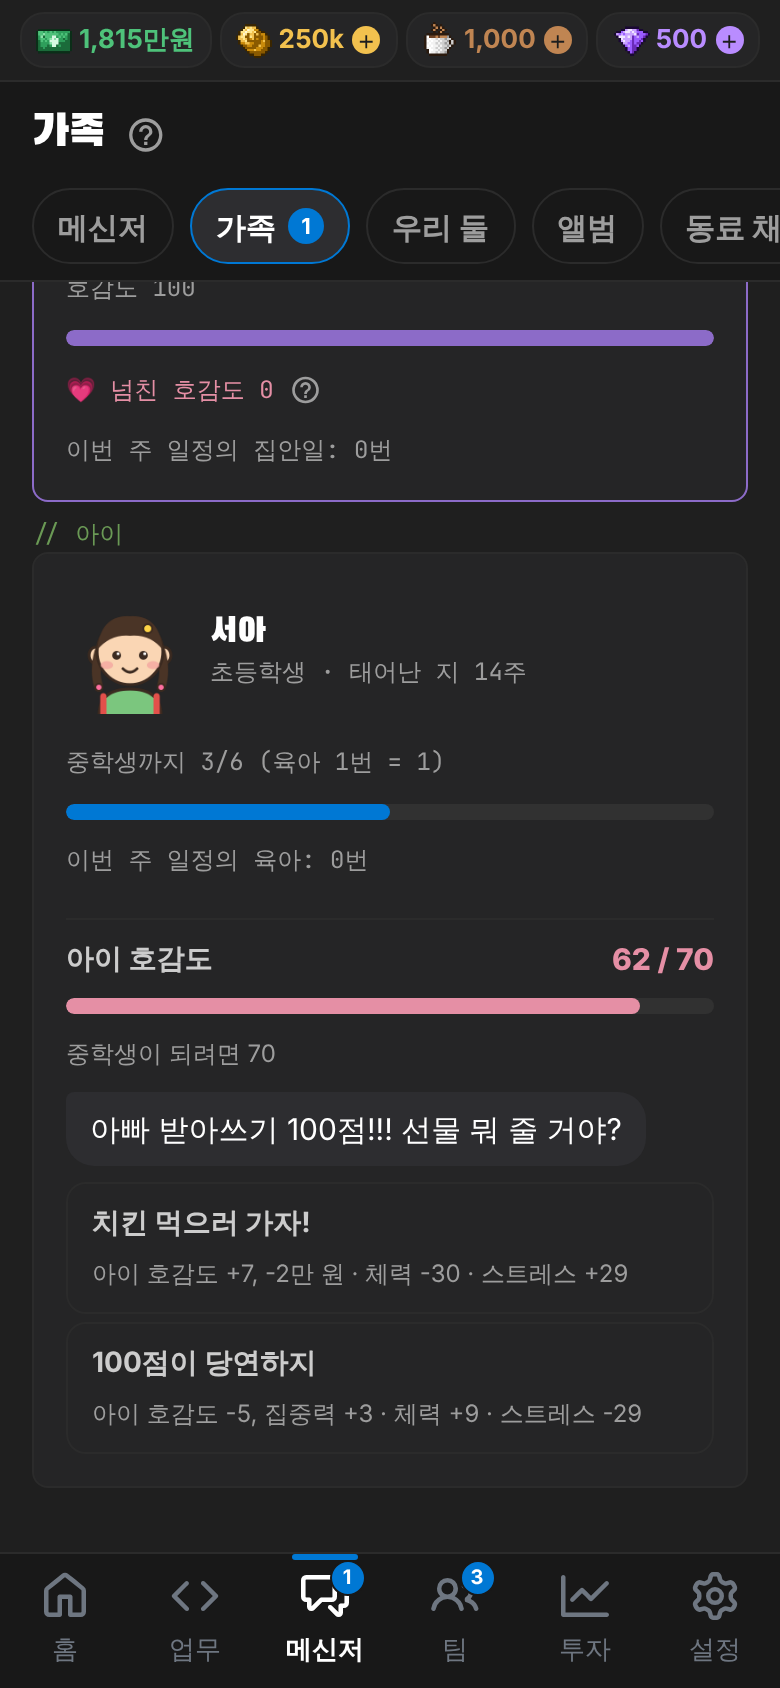 1,815만원 250k + 1,000 + 500 +
가족 ?
메신저 가족 1 우리 둘 앨범 동료 채
호감도 100
넘친 호감도 0 ?
이번 주 일정의 집안일: 0번
// 아이
서아
초등학생 · 태어난 지 14주
중학생까지 3/6 (육아 1번 = 1)
이번 주 일정의 육아: 0번
아이 호감도 62 / 70
중학생이 되려면 70
아빠 받아쓰기 100점!!! 선물 뭐 줄 거야?
치킨 먹으러 가자!
아이 호감도 +7, -2만 원 · 체력 -30 · 스트레스 +29
100점이 당연하지
아이 호감도 -5, 집중력 +3 · 체력 +9 · 스트레스 -29
1 3
홈 업무 메신저 팀 투자 설정